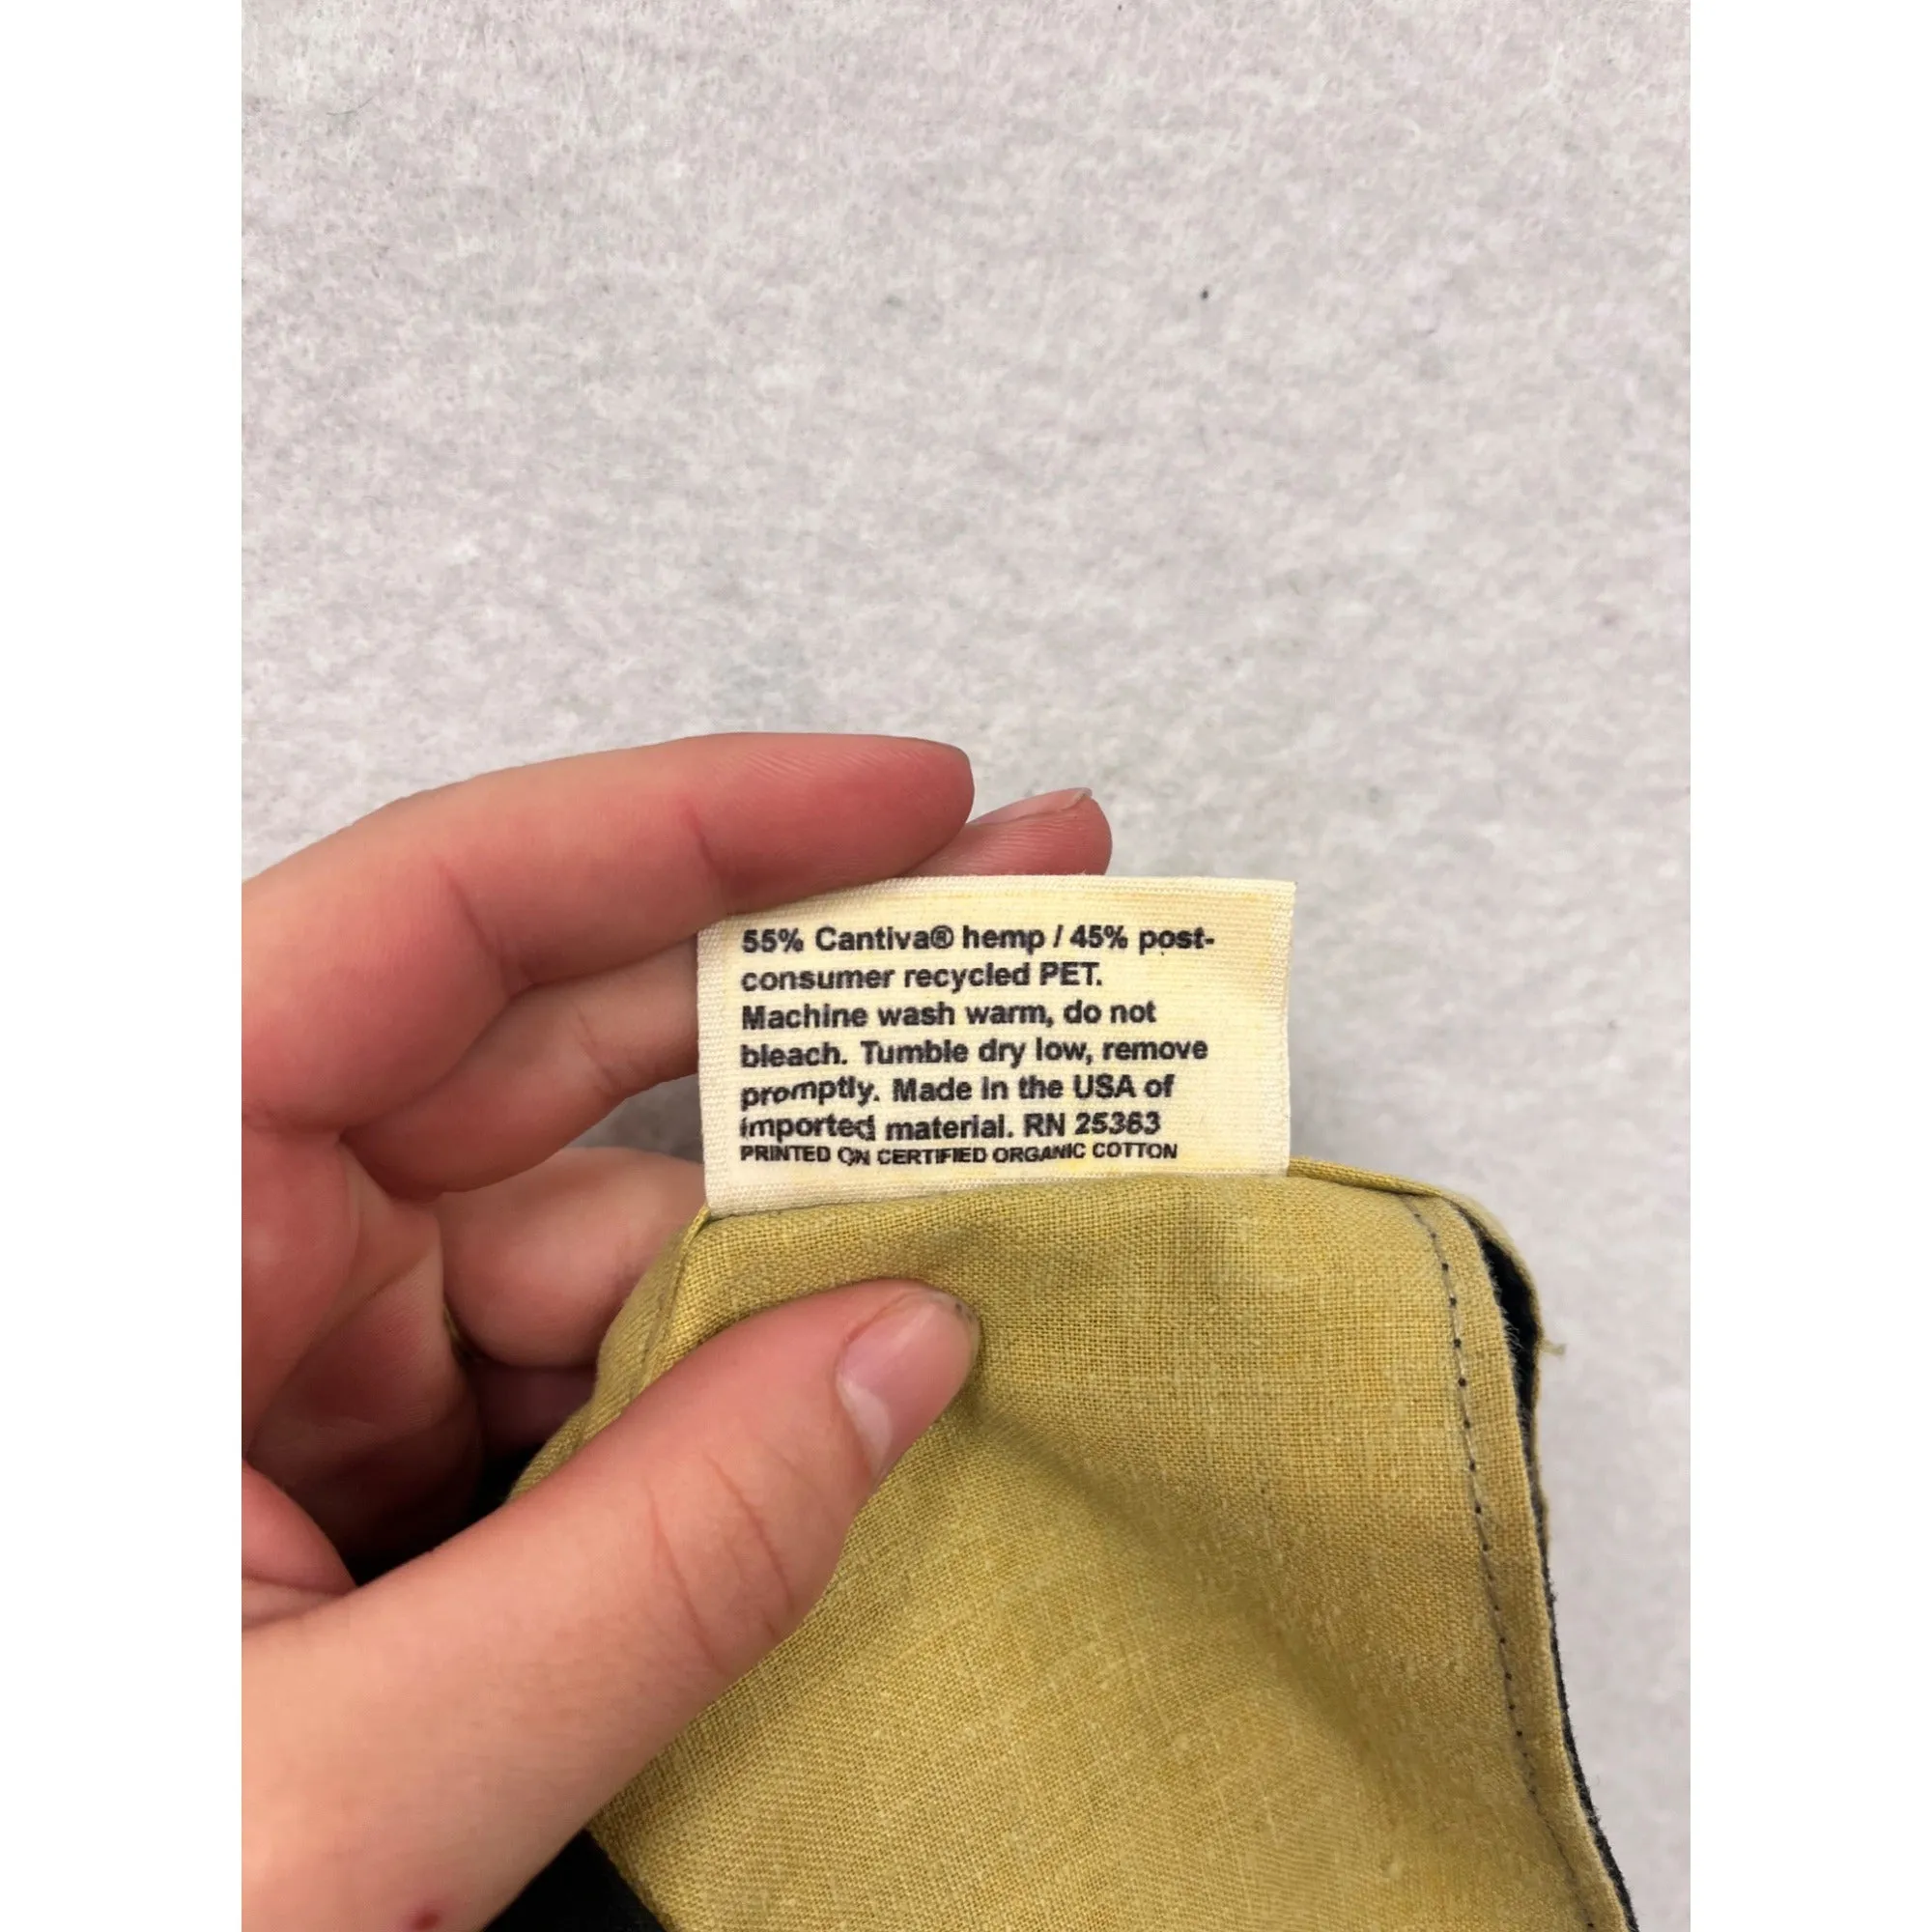 55% Cantiva® hemp / 45% post-
consumer recycled PET.
Machine wash warm, do not
bleach. Tumble dry low, remove
promptly. Made in the USA of
imported material. RN 25363
PRINTED ON CERTIFIED ORGANIC COTTON